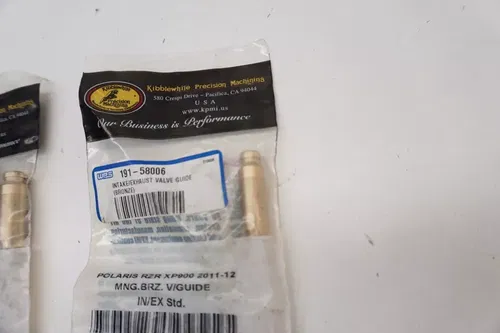 Kibblewhite Precision Machining
580 Crespi Drive ~ Pacifica, CA 94044
U S A
www.kpmi.us
Our Business is Performance
191-58006
INTAKE/EXHAUST VALVE GUIDE
(BRONZE)
POLARIS RZR XP900 2011-12
MNG.BRZ. V/GUIDE
IN/EX Std.